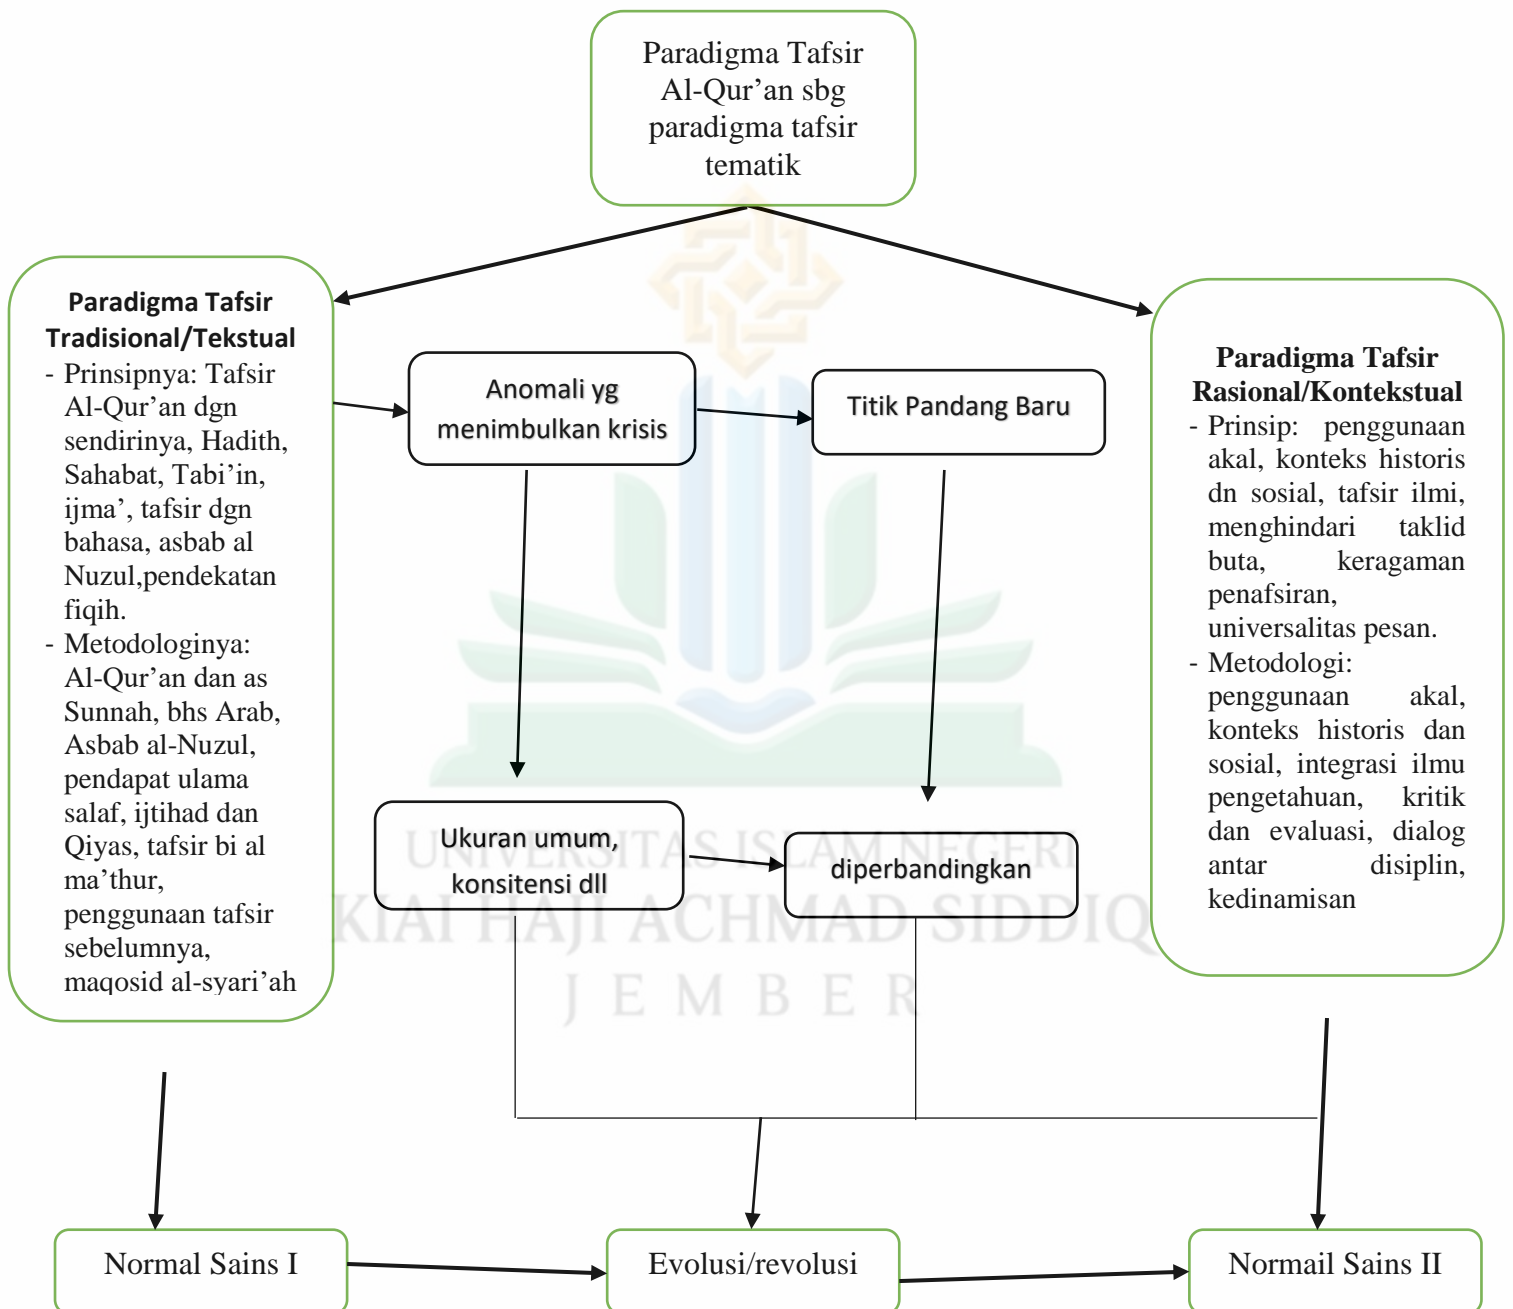 Paradigma Tafsir
Al-Qur’an sbg
paradigma tafsir
tematik
Paradigma Tafsir
Tradisional/Tekstual
- Prinsipnya: Tafsir
Al-Qur’an dgn
sendirinya, Hadith,
Sahabat, Tabi’in,
ijma’, tafsir dgn
bahasa, asbab al
Nuzul,pendekatan
fiqih.
- Metodologinya:
Al-Qur’an dan as
Sunnah, bhs Arab,
Asbab al-Nuzul,
pendapat ulama
salaf, ijtihad dan
Qiyas, tafsir bi al
ma’thur,
penggunaan tafsir
sebelumnya,
maqosid al-syari’ah
Anomali yg
menimbulkan krisis
Titik Pandang Baru
Paradigma Tafsir
Rasional/Kontekstual
- Prinsip: penggunaan
akal, konteks historis
dn sosial, tafsir ilmi,
menghindari taklid
buta, keragaman
penafsiran,
universalitas pesan.
- Metodologi:
penggunaan akal,
konteks historis dan
sosial, integrasi ilmu
pengetahuan, kritik
dan evaluasi, dialog
antar disiplin,
kedinamisan
Ukuran umum,
konsitensi dll
diperbandingkan
UNIVERSITAS ISLAM NEGERI
KIAI HAJI ACHMAD SIDDIQ
JEMBER
Normal Sains I
Evolusi/revolusi
Normail Sains II